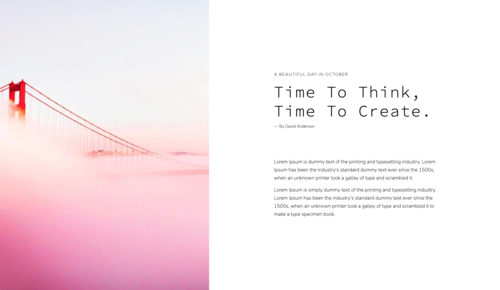 A BEAUTIFUL DAY IN OCTOBER
Time To Think,
Time To Create.
— By David Anderson
Lorem Ipsum is dummy text of the printing and typesetting industry. Lorem
Ipsum has been the industry's standard dummy text ever since the 1500s,
when an unknown printer took a galley of type and scrambled it.
Lorem Ipsum is simply dummy text of the printing and typesetting industry.
Lorem Ipsum has been the industry's standard dummy text ever since the
1500s, when an unknown printer took a galley of type and scrambled it to
make a type specimen book.